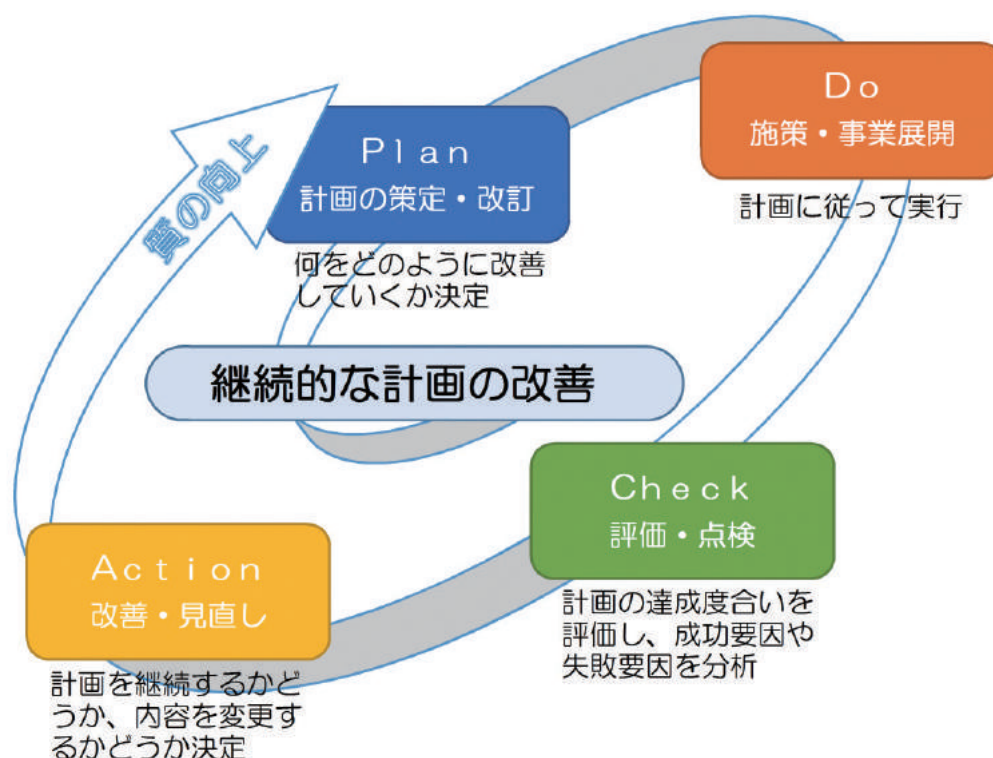 Plan
計画の策定・改訂
何をどのように改善
していくか決定
Do
施策・事業展開
計画に従って実行
Check
評価・点検
計画の達成度合いを
評価し、成功要因や
失敗要因を分析
Action
改善・見直し
計画を継続するかど
うか、内容を変更す
るかどうか決定
質の向上
継続的な計画の改善